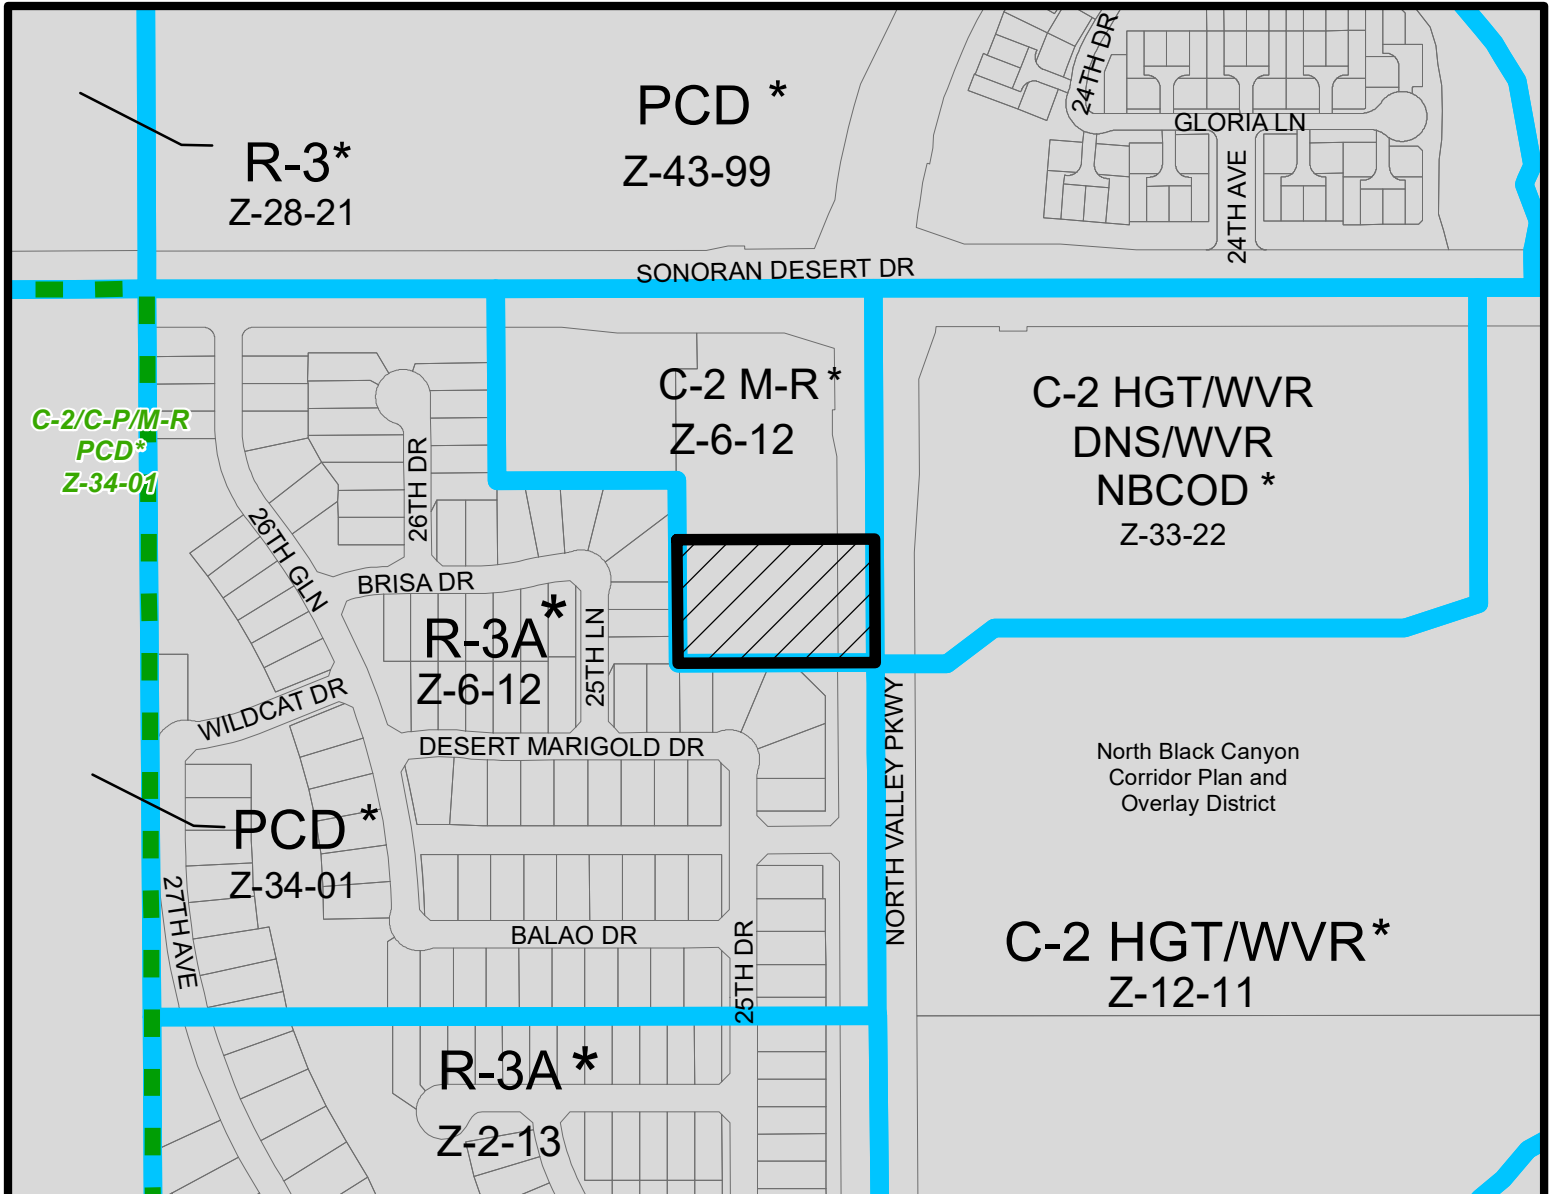 24TH DR
PCD *
Z-43-99
GLORIA LN
R-3*
Z-28-21
24TH AVE
SONORAN DESERT DR
C-2 M-R *
Z-6-12
C-2 HGT/WVR
DNS/WVR
NBCOD *
Z-33-22
C-2/C-P/M-R
PCD*
Z-34-01
26TH DR
26TH GLN
BRISA DR
R-3A*
Z-6-12
25TH LN
WILDCAT DR
DESERT MARIGOLD DR
NORTH VALLEY PKWY
North Black Canyon
Corridor Plan and
Overlay District
PCD *
Z-34-01
27TH AVE
BALAO DR
25TH DR
C-2 HGT/WVR*
Z-12-11
R-3A *
Z-2-13